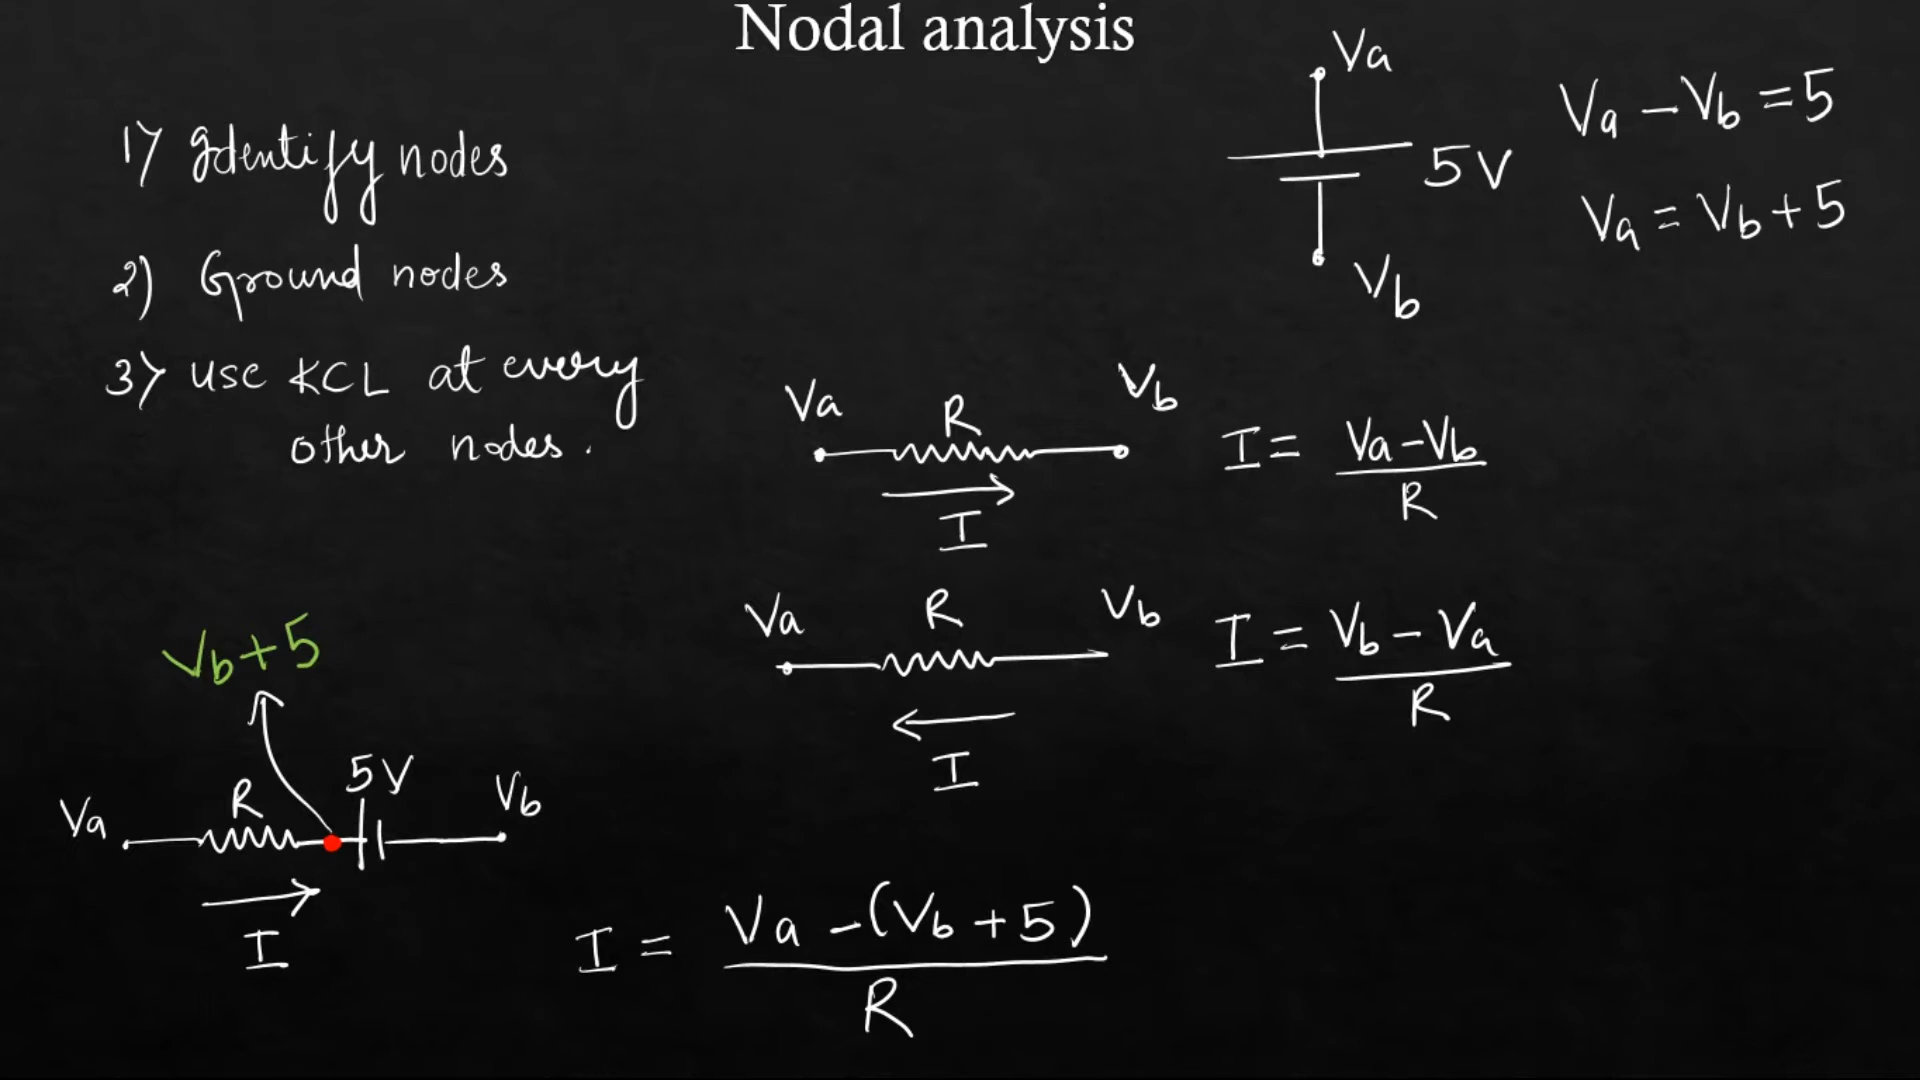 Nodal analysis
1) Identify nodes
2) Ground nodes
3) Use KCL at every
other nodes.
Va
5V
Vb
Va - Vb = 5
Va = Vb + 5
Va
R
Vb
I
I = Va - Vb
R
Va
R
Vb
I
I = Vb - Va
R
Vb + 5
Va
R
5V
Vb
I
I = Va - (Vb + 5)
R